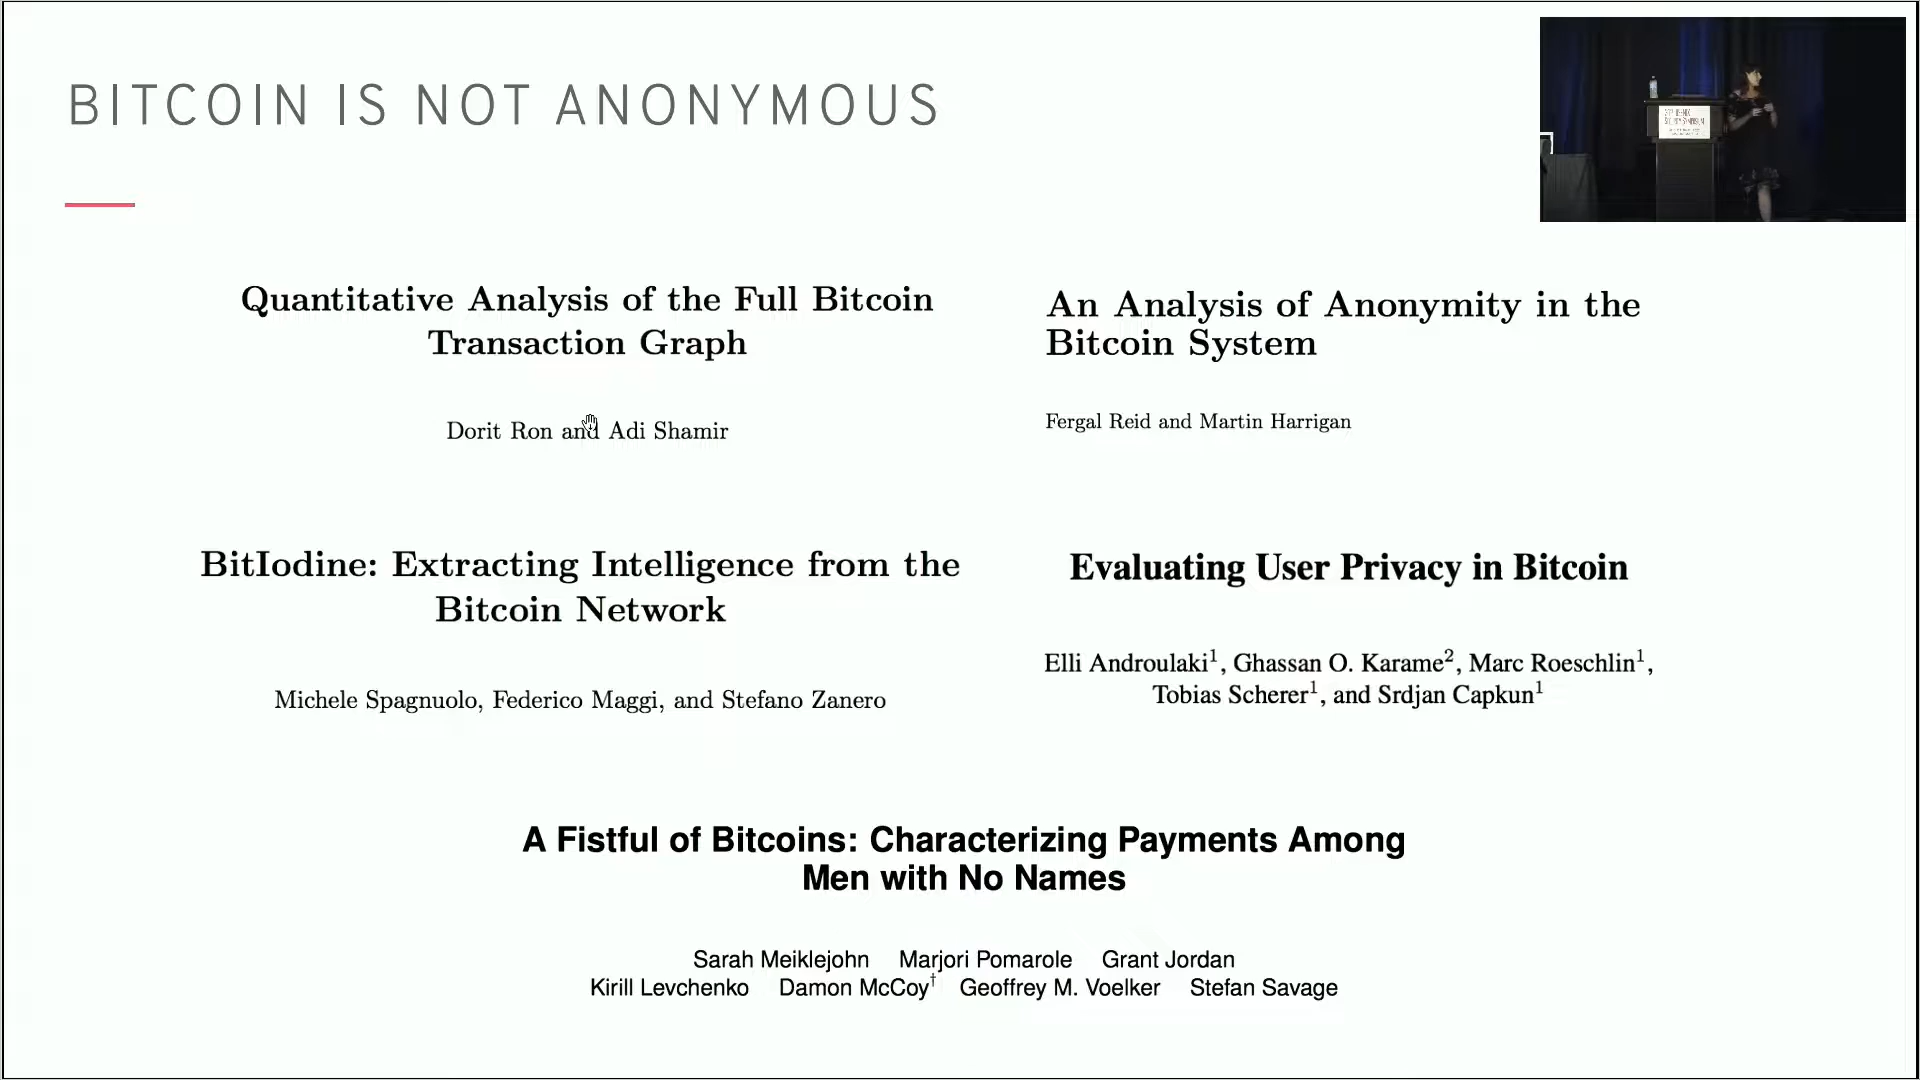 BITCOIN IS NOT ANONYMOUS
Quantitative Analysis of the Full Bitcoin
Transaction Graph
Dorit Ron and Adi Shamir
An Analysis of Anonymity in the
Bitcoin System
Fergal Reid and Martin Harrigan
BitIodine: Extracting Intelligence from the
Bitcoin Network
Michele Spagnuolo, Federico Maggi, and Stefano Zanero
Evaluating User Privacy in Bitcoin
Elli Androulaki¹, Ghassan O. Karame², Marc Roeschlin¹,
Tobias Scherer¹, and Srdjan Capkun¹
A Fistful of Bitcoins: Characterizing Payments Among
Men with No Names
Sarah Meiklejohn Marjori Pomarole Grant Jordan
Kirill Levchenko Damon McCoy† Geoffrey M. Voelker Stefan Savage